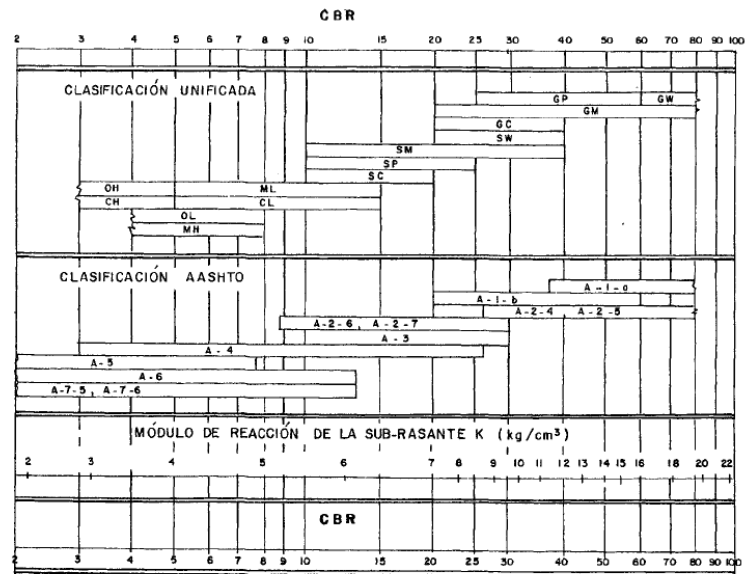 CBR
2 3 4 5 6 7 8 9 10 15 20 25 30 40 60 80 90 100
CLASIFICACIÓN UNIFICADA
GP GW
GM
GC
SW
SM
SP
SC
OH ML
CH CL
OL
MH
CLASIFICACIÓN AASHTO
A-1-a
A-1-b
A-2-4, A-2-5
A-2-6, A-2-7
A-3
A-4
A-5
A-6
A-7-5, A-7-6
MÓDULO DE REACCIÓN DE LA SUB-RASANTE K (kg/cm³)
2 3 4 5 6 7 8 9 10 11 12 13 14 15 16 18 20 22
CBR
2 3 4 5 6 7 8 9 10 15 20 25 30 40 60 80 90 100